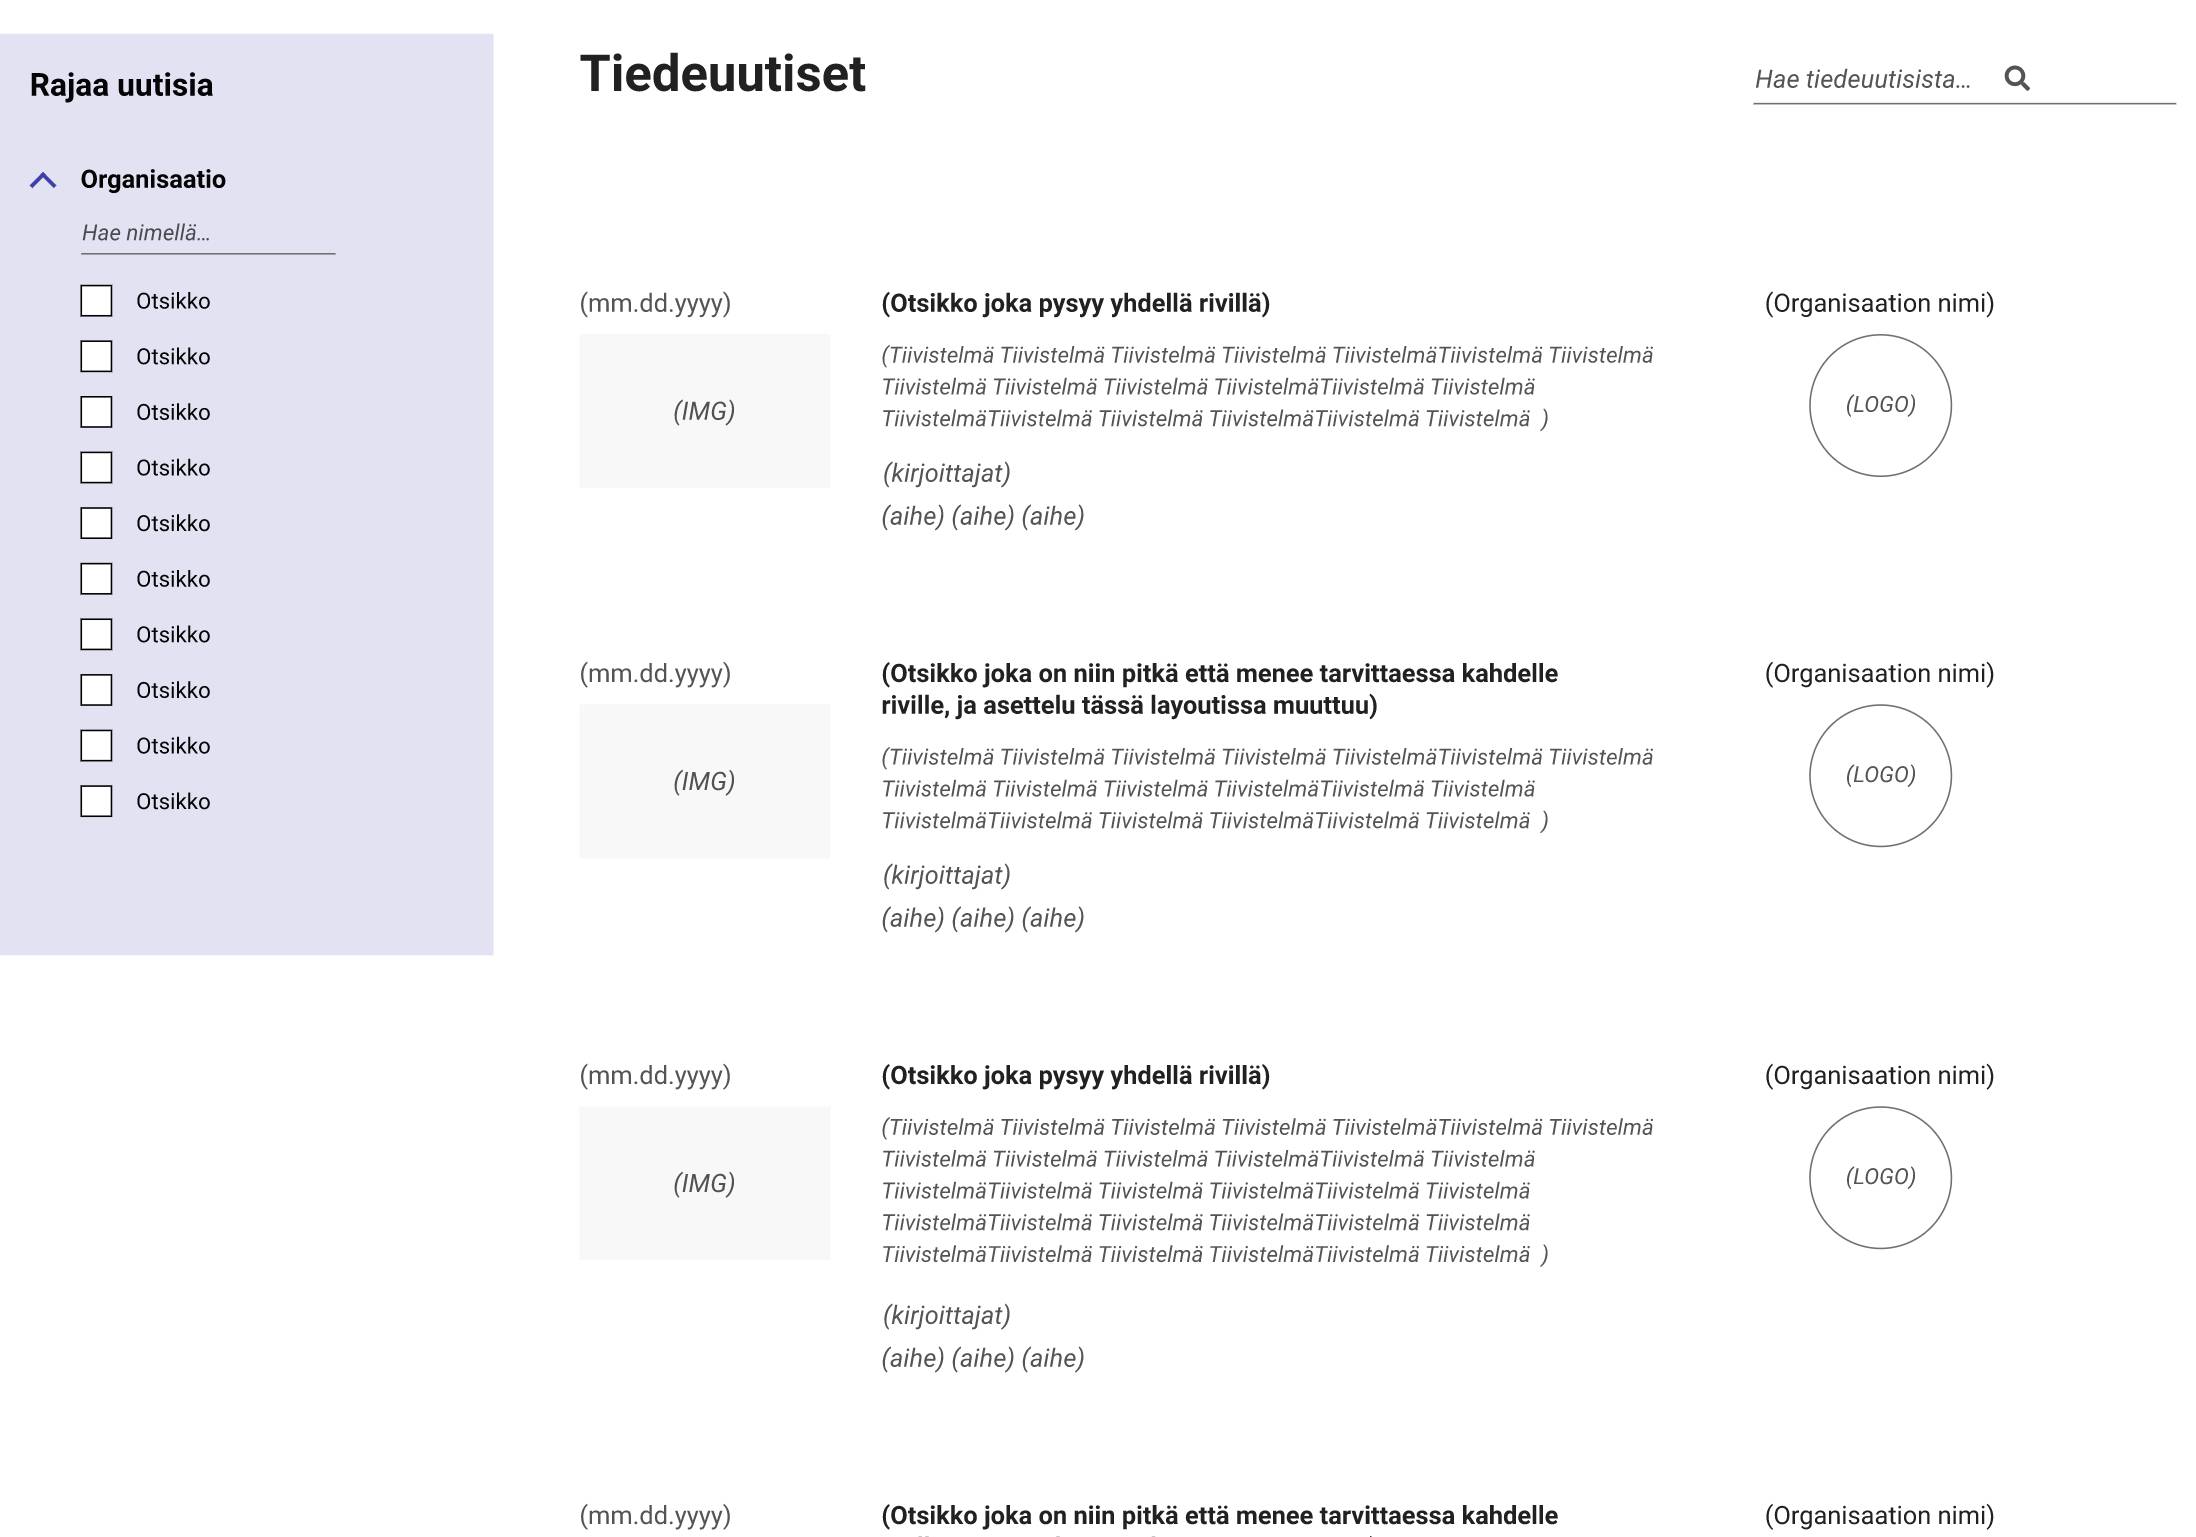 Rajaa uutisia
Organisaatio
Hae nimellä...
Otsikko
Otsikko
Otsikko
Otsikko
Otsikko
Otsikko
Otsikko
Otsikko
Otsikko
Otsikko
Tiedeuutiset
Hae tiedeuutisista...
(mm.dd.yyyy)
(IMG)
(Otsikko joka pysyy yhdellä rivillä)
(Tiivistelmä Tiivistelmä Tiivistelmä Tiivistelmä TiivistelmäTiivistelmä Tiivistelmä
Tiivistelmä Tiivistelmä Tiivistelmä TiivistelmäTiivistelmä Tiivistelmä
TiivistelmäTiivistelmä Tiivistelmä TiivistelmäTiivistelmä Tiivistelmä )
(kirjoittajat)
(aihe) (aihe) (aihe)
(Organisaation nimi)
(LOGO)
(mm.dd.yyyy)
(IMG)
(Otsikko joka on niin pitkä että menee tarvittaessa kahdelle
riville, ja asettelu tässä layoutissa muuttuu)
(Tiivistelmä Tiivistelmä Tiivistelmä Tiivistelmä TiivistelmäTiivistelmä Tiivistelmä
Tiivistelmä Tiivistelmä Tiivistelmä TiivistelmäTiivistelmä Tiivistelmä
TiivistelmäTiivistelmä Tiivistelmä TiivistelmäTiivistelmä Tiivistelmä )
(kirjoittajat)
(aihe) (aihe) (aihe)
(Organisaation nimi)
(LOGO)
(mm.dd.yyyy)
(IMG)
(Otsikko joka pysyy yhdellä rivillä)
(Tiivistelmä Tiivistelmä Tiivistelmä Tiivistelmä TiivistelmäTiivistelmä Tiivistelmä
Tiivistelmä Tiivistelmä Tiivistelmä TiivistelmäTiivistelmä Tiivistelmä
TiivistelmäTiivistelmä Tiivistelmä TiivistelmäTiivistelmä Tiivistelmä
TiivistelmäTiivistelmä Tiivistelmä TiivistelmäTiivistelmä Tiivistelmä
TiivistelmäTiivistelmä Tiivistelmä TiivistelmäTiivistelmä Tiivistelmä )
(kirjoittajat)
(aihe) (aihe) (aihe)
(Organisaation nimi)
(LOGO)
(mm.dd.yyyy)
(Otsikko joka on niin pitkä että menee tarvittaessa kahdelle
(Organisaation nimi)